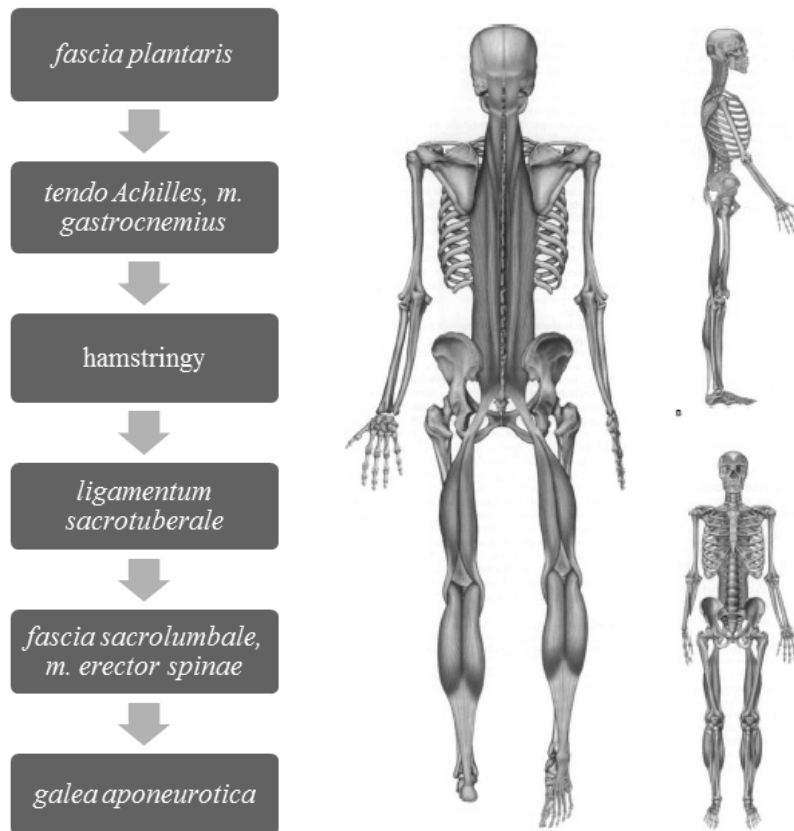 fascia plantaris
tendo Achilles, m.
gastrocnemius
hamstringy
ligamentum
sacrotuberale
fascia sacrolumbale,
m. erector spinae
galea aponeurotica